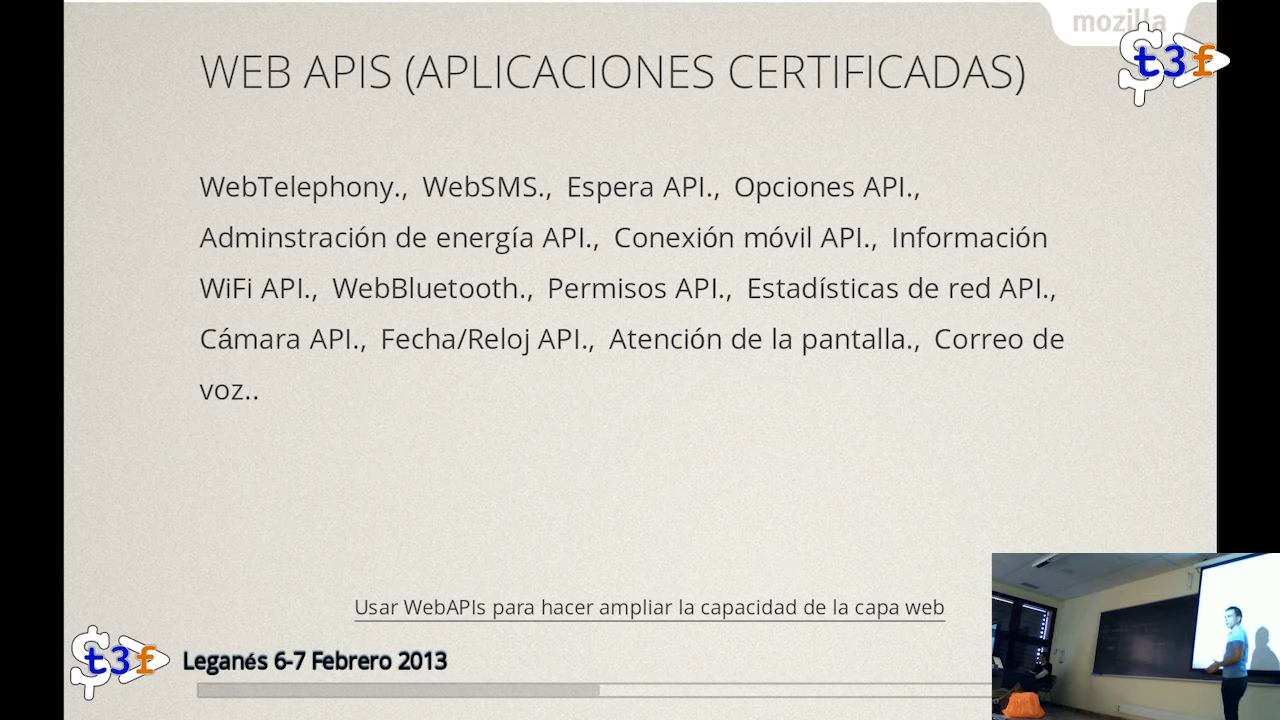 mozilla
t3f
WEB APIS (APLICACIONES CERTIFICADAS)
WebTelephony., WebSMS., Espera API., Opciones API.,
Adminstración de energía API., Conexión móvil API., Información
WiFi API., WebBluetooth., Permisos API., Estadísticas de red API.,
Cámara API., Fecha/Reloj API., Atención de la pantalla., Correo de
voz..
Usar WebAPIs para hacer ampliar la capacidad de la capa web
t3f
Leganés 6-7 Febrero 2013